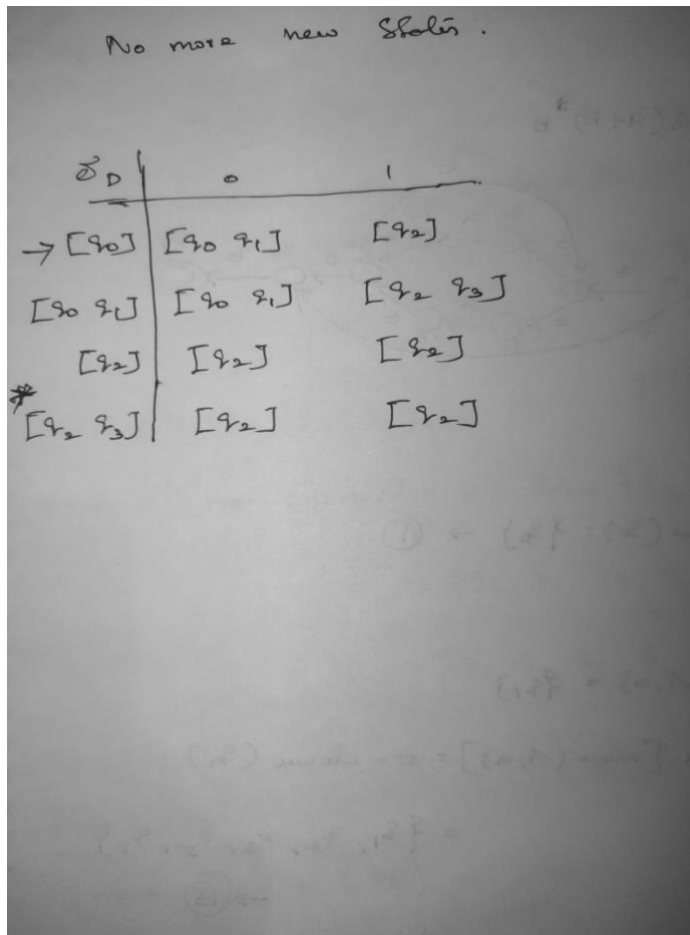 No more new States.
δD 0 1
→ [q0] [q0 q1] [q2]
[q0 q1] [q0 q1] [q2 q3]
[q2] [q2] [q2]
* [q2 q3] [q2] [q2]